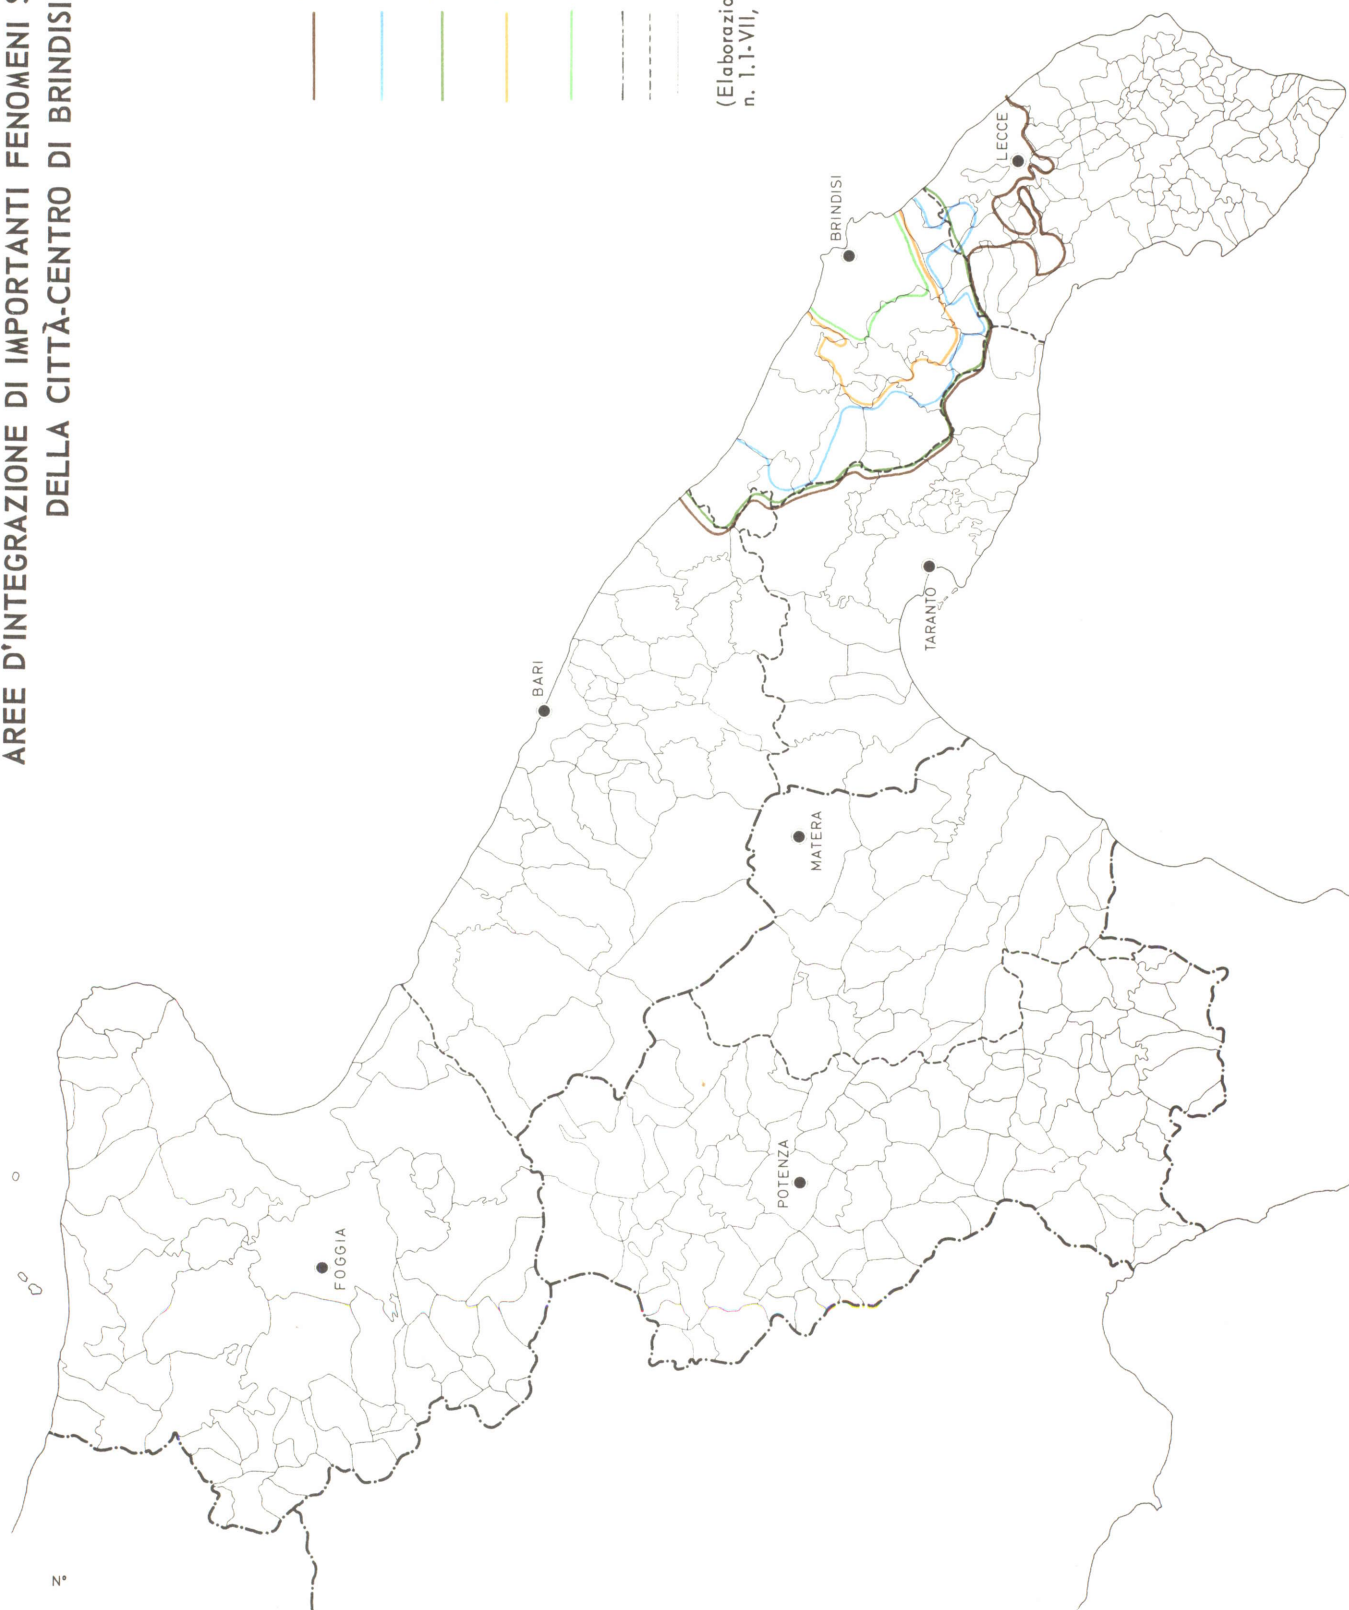 AREE D'INTEGRAZIONE DI IMPORTANTI FENOMENI
DELLA CITTÀ-CENTRO DI BRINDISI
n. 1.1-VII,
BRINDISI
LECCE
BARI
TARANTO
MATERA
POTENZA
FOGGIA
N°